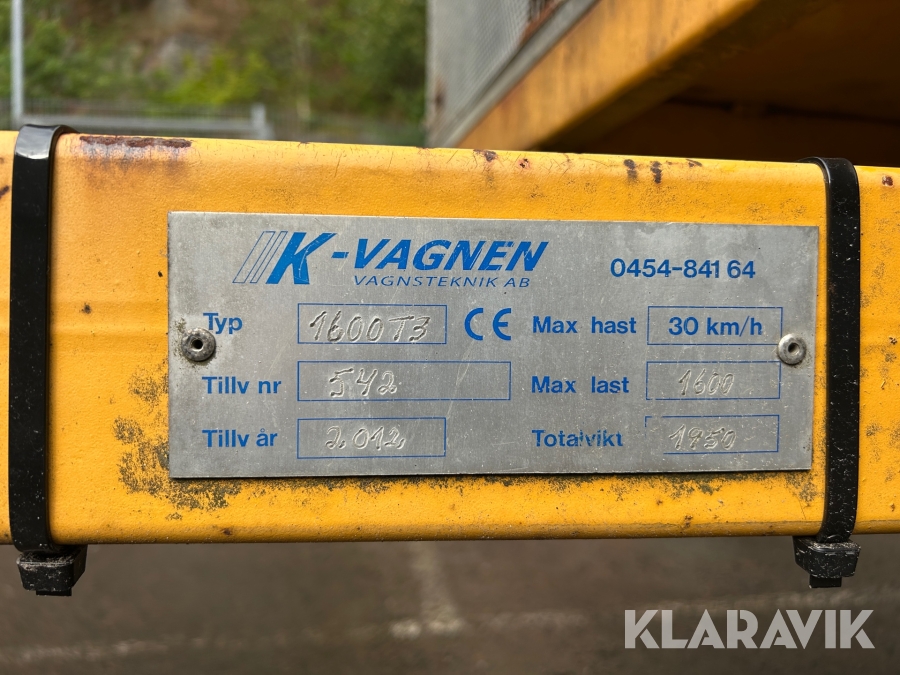 K-VAGNEN
VAGNSTEKNIK AB
0454-841 64
Typ 1600T3 CE Max hast 30 km/h
Tillv nr 542 Max last 1600
Tillv år 2012 Totalvikt 1950
KLARAVIK